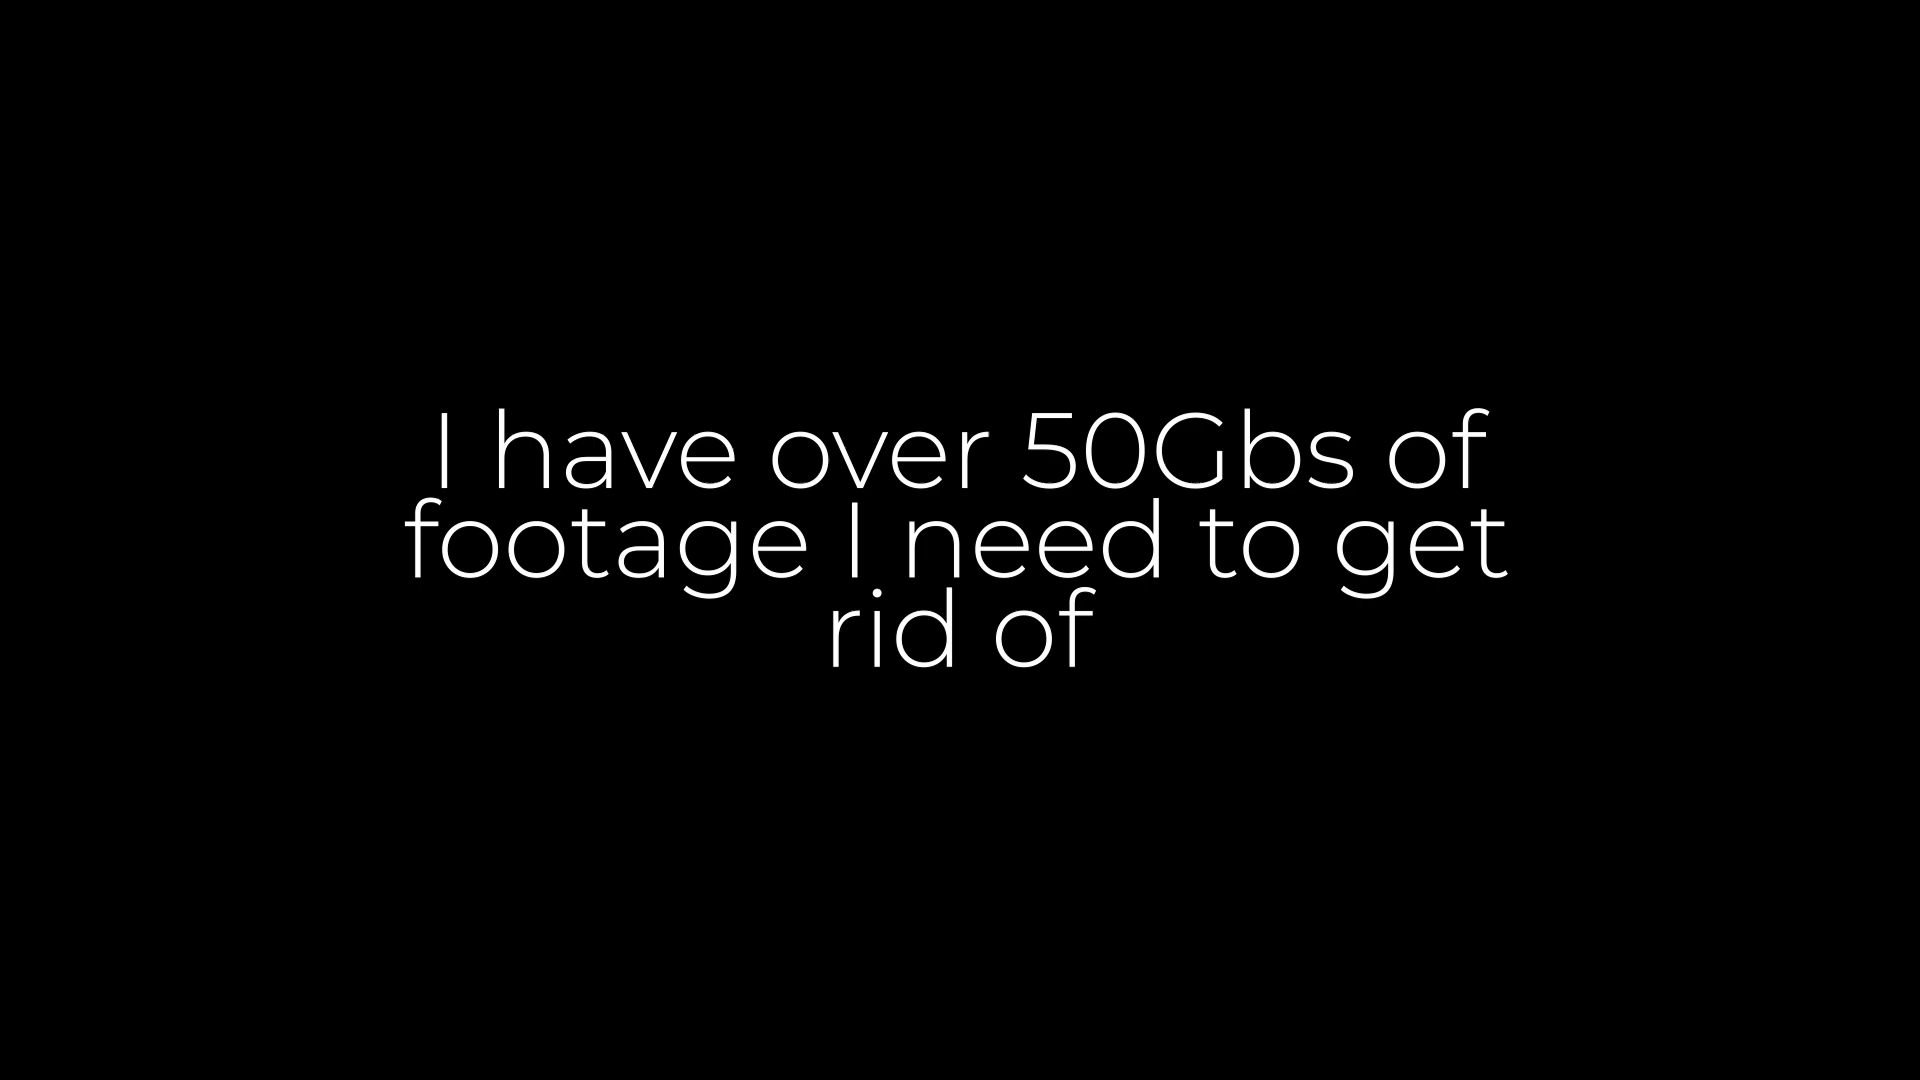 I have over 50Gbs of
footage I need to get
rid of